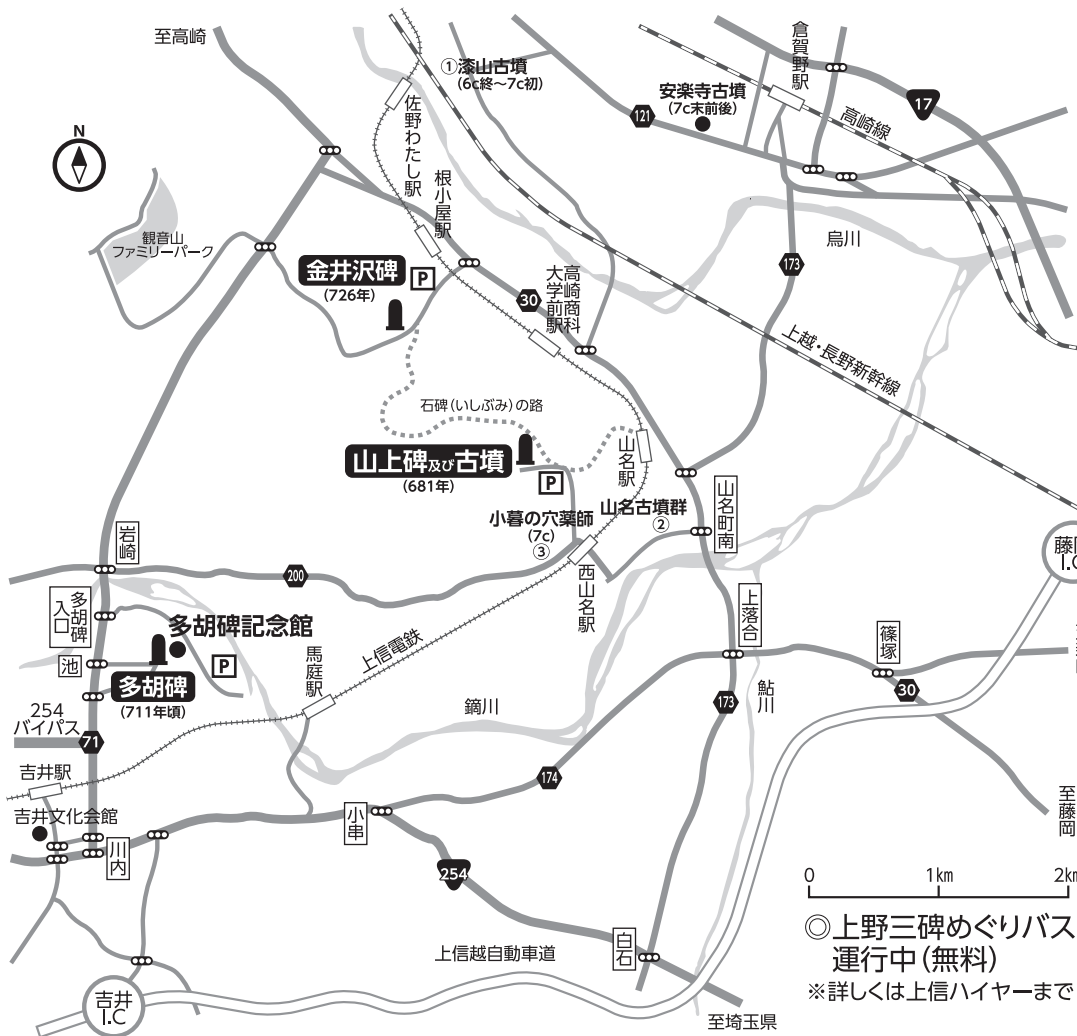 至高崎
N
①漆山古墳
(6c終〜7c初)
佐野わたし駅
安楽寺古墳
(7c末前後)
倉賀野駅
17
121
高崎線
根小屋駅
観音山
ファミリーパーク
金井沢碑
(726年)
P
30
高崎商科
大学前駅
烏川
173
上越・長野新幹線
石碑(いしぶみ)の路
山上碑及び古墳
(681年)
P
山名駅
小暮の穴薬師
(7c)
③
山名古墳群
②
山名町南
西山名駅
岩崎
200
多胡碑
入口
多胡碑記念館
池
P
多胡碑
(711年頃)
254
バイパス
71
馬庭駅
上信電鉄
鏑川
上落合
173
鮎川
篠塚
30
I.C
吉井駅
吉井文化会館
川内
小串
174
254
至藤岡
0
1km
2km
◎上野三碑めぐりバス
運行中(無料)
※詳しくは上信ハイヤーまで
上信越自動車道
白石
吉井
I.C
至埼玉県